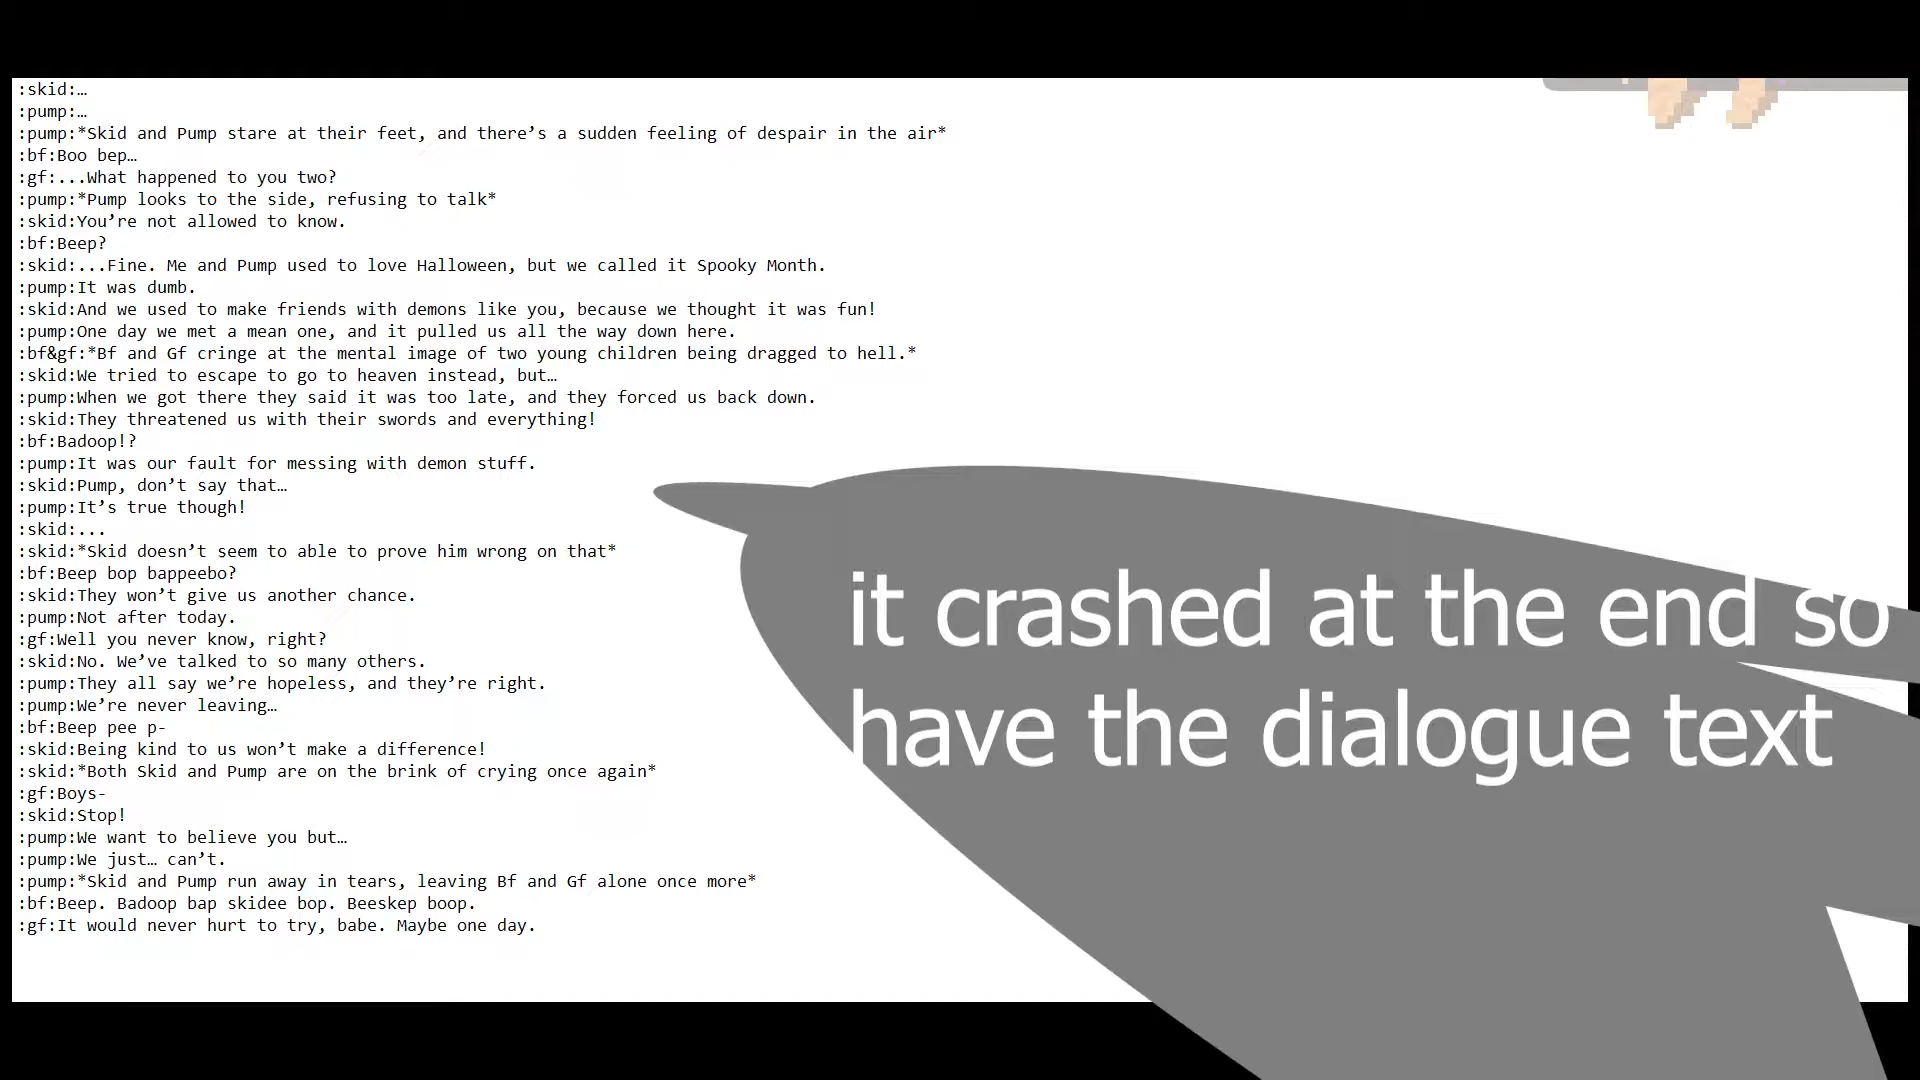 :skid:…
:pump:…
:pump:*Skid and Pump stare at their feet, and there’s a sudden feeling of despair in the air*
:bf:Boo bep…
:gf:...What happened to you two?
:pump:*Pump looks to the side, refusing to talk*
:skid:You’re not allowed to know.
:bf:Beep?
:skid:...Fine. Me and Pump used to love Halloween, but we called it Spooky Month.
:pump:It was dumb.
:skid:And we used to make friends with demons like you, because we thought it was fun!
:pump:One day we met a mean one, and it pulled us all the way down here.
:bf&gf:*Bf and Gf cringe at the mental image of two young children being dragged to hell.*
:skid:We tried to escape to go to heaven instead, but…
:pump:When we got there they said it was too late, and they forced us back down.
:skid:They threatened us with their swords and everything!
:bf:Badoop!?
:pump:It was our fault for messing with demon stuff.
:skid:Pump, don’t say that…
:pump:It’s true though!
:skid:...
:skid:*Skid doesn’t seem to able to prove him wrong on that*
:bf:Beep bop bappeebo?
:skid:They won’t give us another chance.
:pump:Not after today.
:gf:Well you never know, right?
:skid:No. We’ve talked to so many others.
:pump:They all say we’re hopeless, and they’re right.
:pump:We’re never leaving…
:bf:Beep pee p-
:skid:Being kind to us won’t make a difference!
:skid:*Both Skid and Pump are on the brink of crying once again*
:gf:Boys-
:skid:Stop!
:pump:We want to believe you but…
:pump:We just… can’t.
:pump:*Skid and Pump run away in tears, leaving Bf and Gf alone once more*
:bf:Beep. Badoop bap skidee bop. Beeskep boop.
:gf:It would never hurt to try, babe. Maybe one day.
it crashed at the end so
have the dialogue text